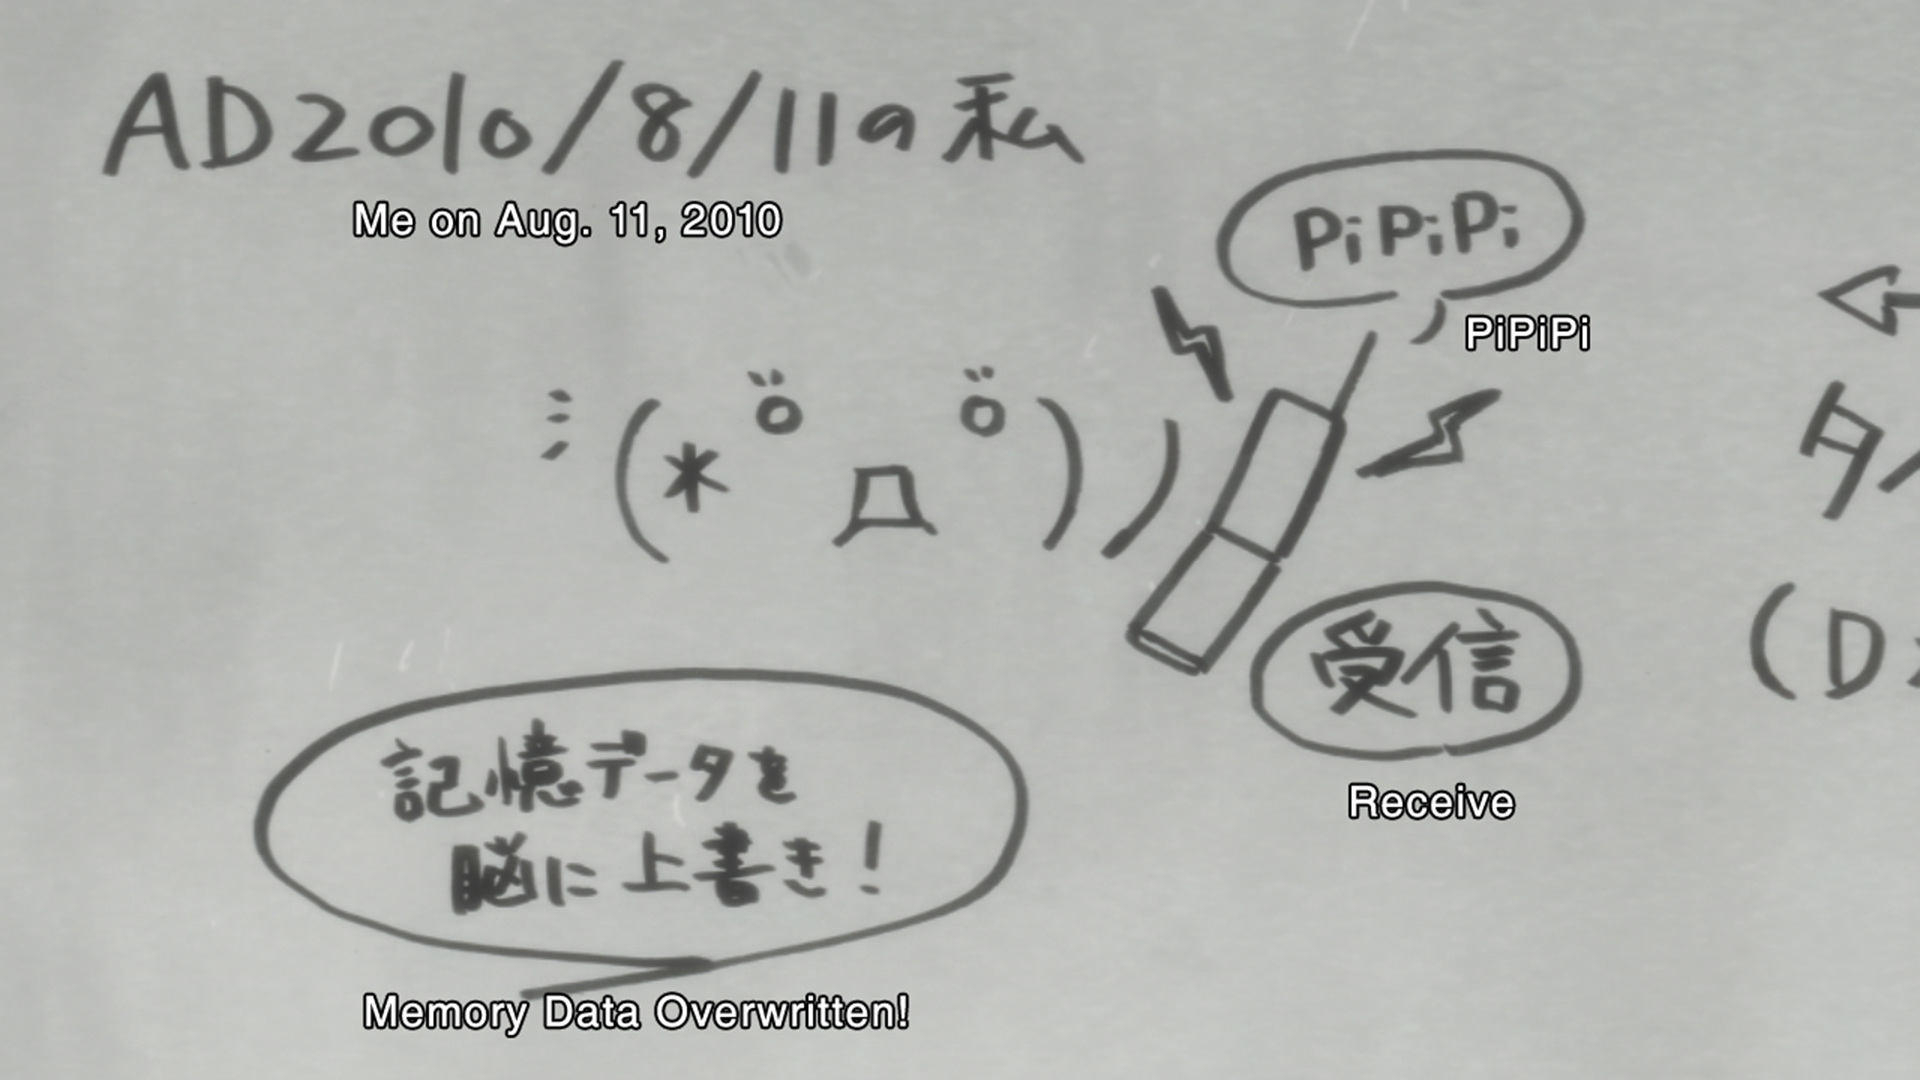 AD2010/8/11の私
Me on Aug. 11, 2010
PiPiPi
PiPiPi
(* ロ )
受信
Receive
記憶データを
脳に上書き!
Memory Data Overwritten!
タ
(D